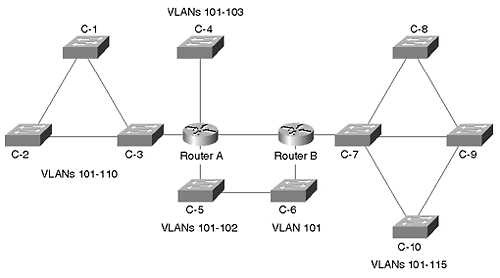 VLANs 101-103
C-1
C-4
C-8
C-2
C-3
Router A
Router B
C-7
C-9
VLANs 101-110
C-5
C-6
VLANs 101-102
VLAN 101
C-10
VLANs 101-115